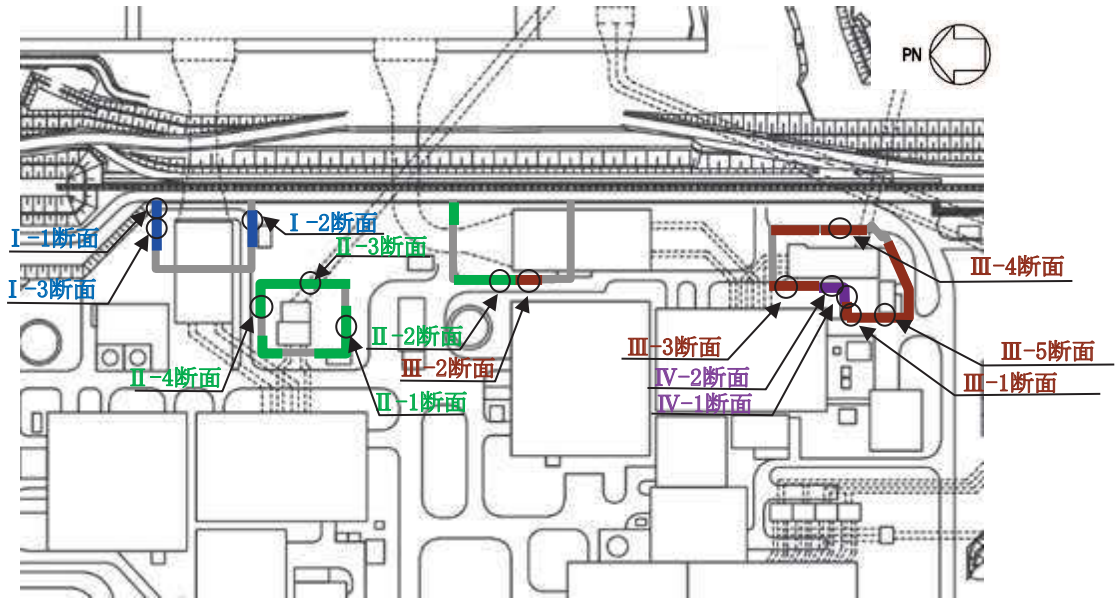 PN
Ⅰ-1断面
Ⅰ-2断面
Ⅱ-3断面
Ⅲ-4断面
Ⅰ-3断面
Ⅱ-2断面
Ⅲ-3断面
Ⅲ-5断面
Ⅲ-2断面
Ⅱ-4断面
Ⅳ-2断面
Ⅲ-1断面
Ⅱ-1断面
Ⅳ-1断面